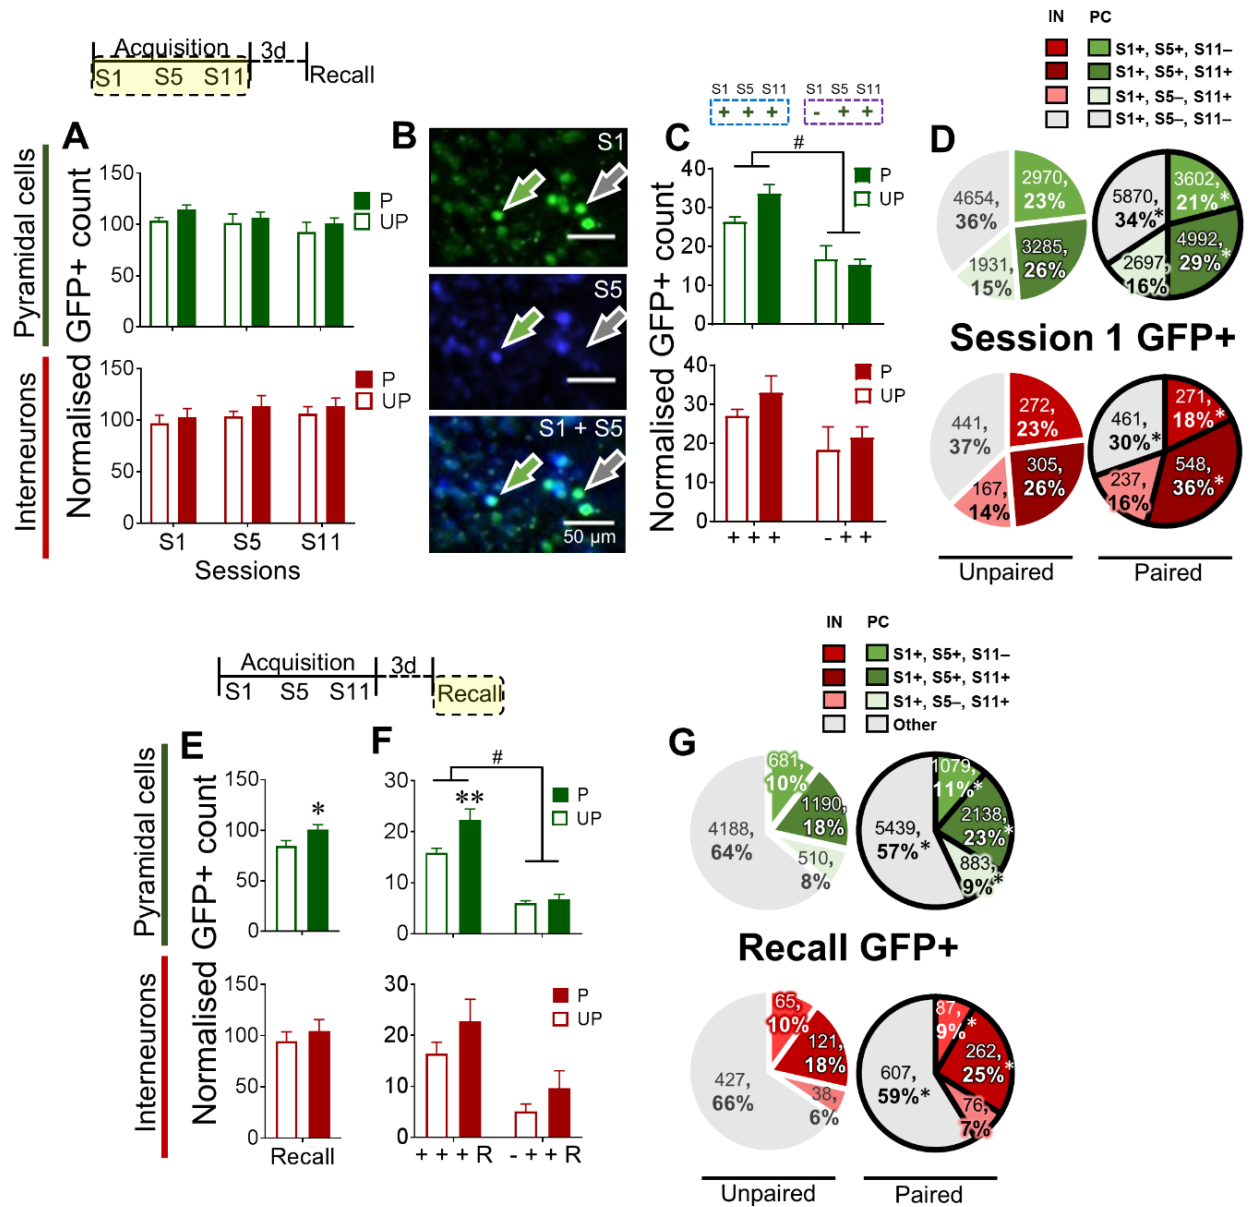 IN PC
S1+, S5+, S11–
S1+, S5+, S11+
S1+, S5–, S11+
S1+, S5–, S11–
Acquisition 3d
S1 S5 S11 Recall
S1 S5 S11 S1 S5 S11
+ + + - + +
A
Pyramidal cells
Interneurons
Normalised GFP+ count
150
100
50
0
P
UP
150
100
50
0
P
UP
S1 S5 S11
Sessions
B
S1
S5
S1 + S5
50 µm
C
Normalised GFP+ count
40
30
20
10
0
#
P
UP
40
30
20
10
0
P
UP
+ + + - + +
D
4654,
36%
2970,
23%
3285,
26%
1931,
15%
5870,
34%*
3602,
21%*
4992,
29%*
2697,
16%
Session 1 GFP+
441,
37%
272,
23%
305,
26%
167,
14%
461,
30%*
271,
18%*
548,
36%*
237,
16%
Unpaired Paired
IN PC
S1+, S5+, S11–
S1+, S5+, S11+
S1+, S5–, S11+
Other
Acquisition 3d
S1 S5 S11 Recall
E
Pyramidal cells
Interneurons
Normalised GFP+ count
150
100
50
0
*
P
UP
150
100
50
0
P
UP
Recall
F
30
20
10
0
**
#
P
UP
30
20
10
0
P
UP
+ + + R - + + R
G
4188,
64%
681,
10%
1190,
18%
510,
8%
5439,
57%*
1079,
11%*
2138,
23%*
883,
9%*
Recall GFP+
427,
66%
65,
10%
121,
18%
38,
6%
607,
59%*
87,
9%*
262,
25%*
76,
7%
Unpaired Paired